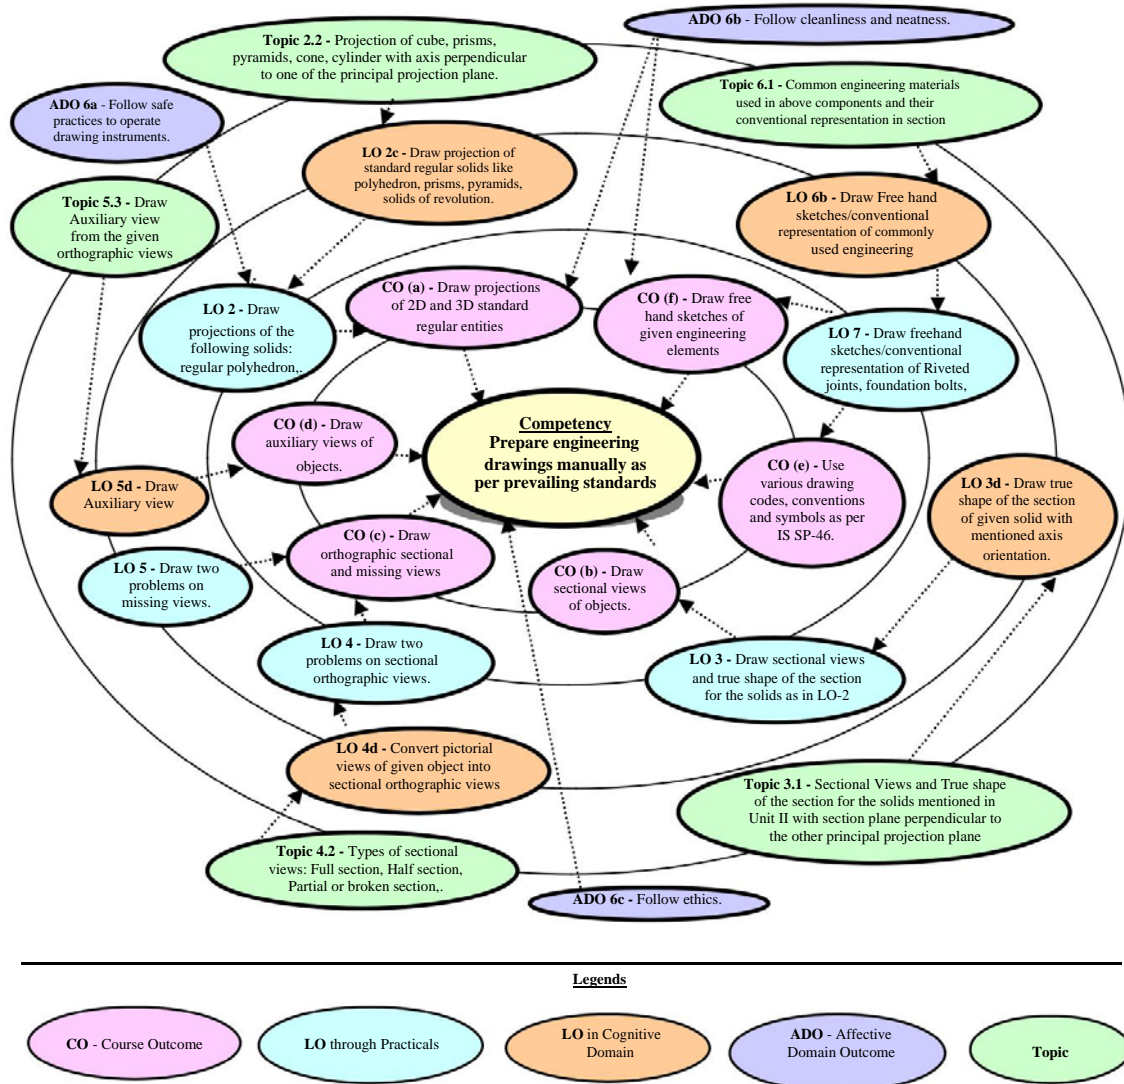 ADO 6b - Follow cleanliness and neatness.
Topic 2.2 - Projection of cube, prisms,
pyramids, cone, cylinder with axis perpendicular
to one of the principal projection plane.
Topic 6.1 - Common engineering materials
used in above components and their
conventional representation in section
ADO 6a - Follow safe
practices to operate
drawing instruments.
LO 2c - Draw projection of
standard regular solids like
polyhedron, prisms, pyramids,
solids of revolution.
LO 6b - Draw Free hand
sketches/conventional
representation of commonly
used engineering
Topic 5.3 - Draw
Auxiliary view
from the given
orthographic views
CO (a) - Draw projections
of 2D and 3D standard
regular entities
CO (f) - Draw free
hand sketches of
given engineering
elements
LO 2 - Draw
projections of the
following solids:
regular polyhedron,.
LO 7 - Draw freehand
sketches/conventional
representation of Riveted
joints, foundation bolts,
Competency
Prepare engineering
drawings manually as
per prevailing standards
CO (d) - Draw
auxiliary views of
objects.
CO (e) - Use
various drawing
codes, conventions
and symbols as per
IS SP-46.
LO 5d - Draw
Auxiliary view
LO 3d - Draw true
shape of the section
of given solid with
mentioned axis
orientation.
CO (c) - Draw
orthographic sectional
and missing views
LO 5 - Draw two
problems on
missing views.
CO (b) - Draw
sectional views
of objects.
LO 4 - Draw two
problems on sectional
orthographic views.
LO 3 - Draw sectional views
and true shape of the section
for the solids as in LO-2
LO 4d - Convert pictorial
views of given object into
sectional orthographic views
Topic 3.1 - Sectional Views and True shape
of the section for the solids mentioned in
Unit II with section plane perpendicular to
the other principal projection plane
Topic 4.2 - Types of sectional
views: Full section, Half section,
Partial or broken section,.
ADO 6c - Follow ethics.
Legends
CO - Course Outcome
LO through Practicals
LO in Cognitive
Domain
ADO - Affective
Domain Outcome
Topic